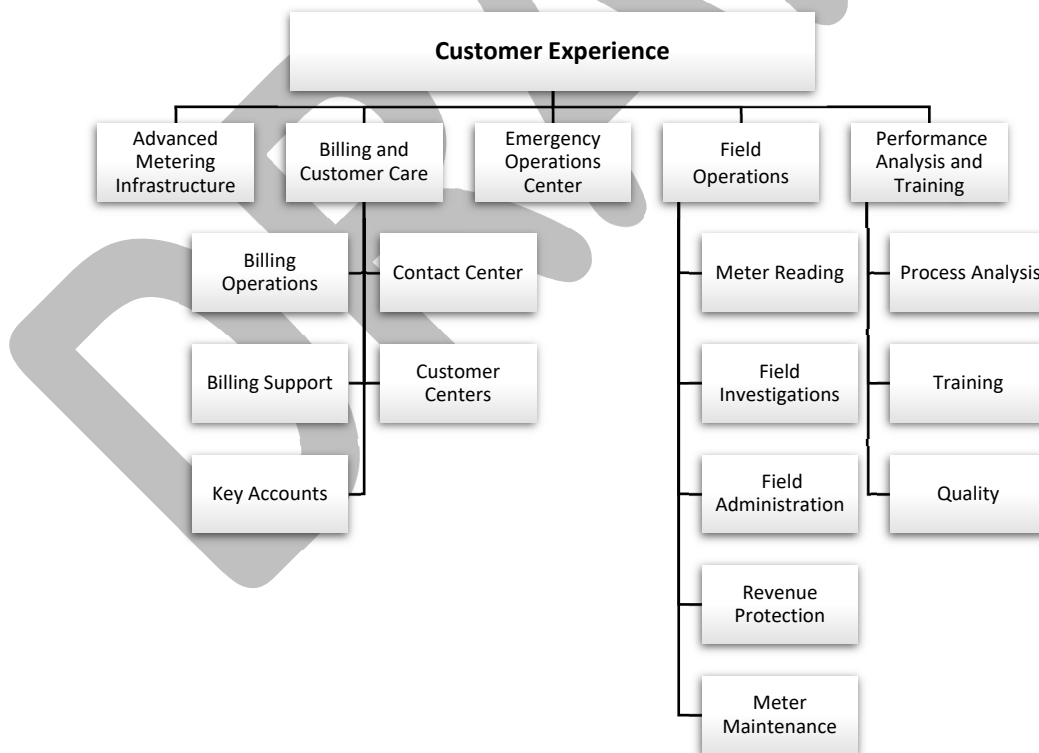 Customer Experience
Advanced
Metering
Infrastructure
Billing and
Customer Care
Emergency
Operations
Center
Field
Operations
Performance
Analysis and
Training
Billing
Operations
Contact Center
Meter Reading
Process Analysis
Billing Support
Customer
Centers
Field
Investigations
Training
Key Accounts
Field
Administration
Quality
Revenue
Protection
Meter
Maintenance